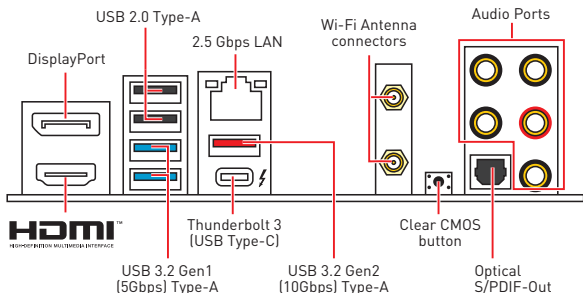 USB 2.0 Type-A
DisplayPort
2.5 Gbps LAN
Wi-Fi Antenna
connectors
Audio Ports
HDMI™
HIGH-DEFINITION MULTIMEDIA INTERFACE
Thunderbolt 3
(USB Type-C)
Clear CMOS
button
USB 3.2 Gen1
(5Gbps) Type-A
USB 3.2 Gen2
(10Gbps) Type-A
Optical
S/PDIF-Out